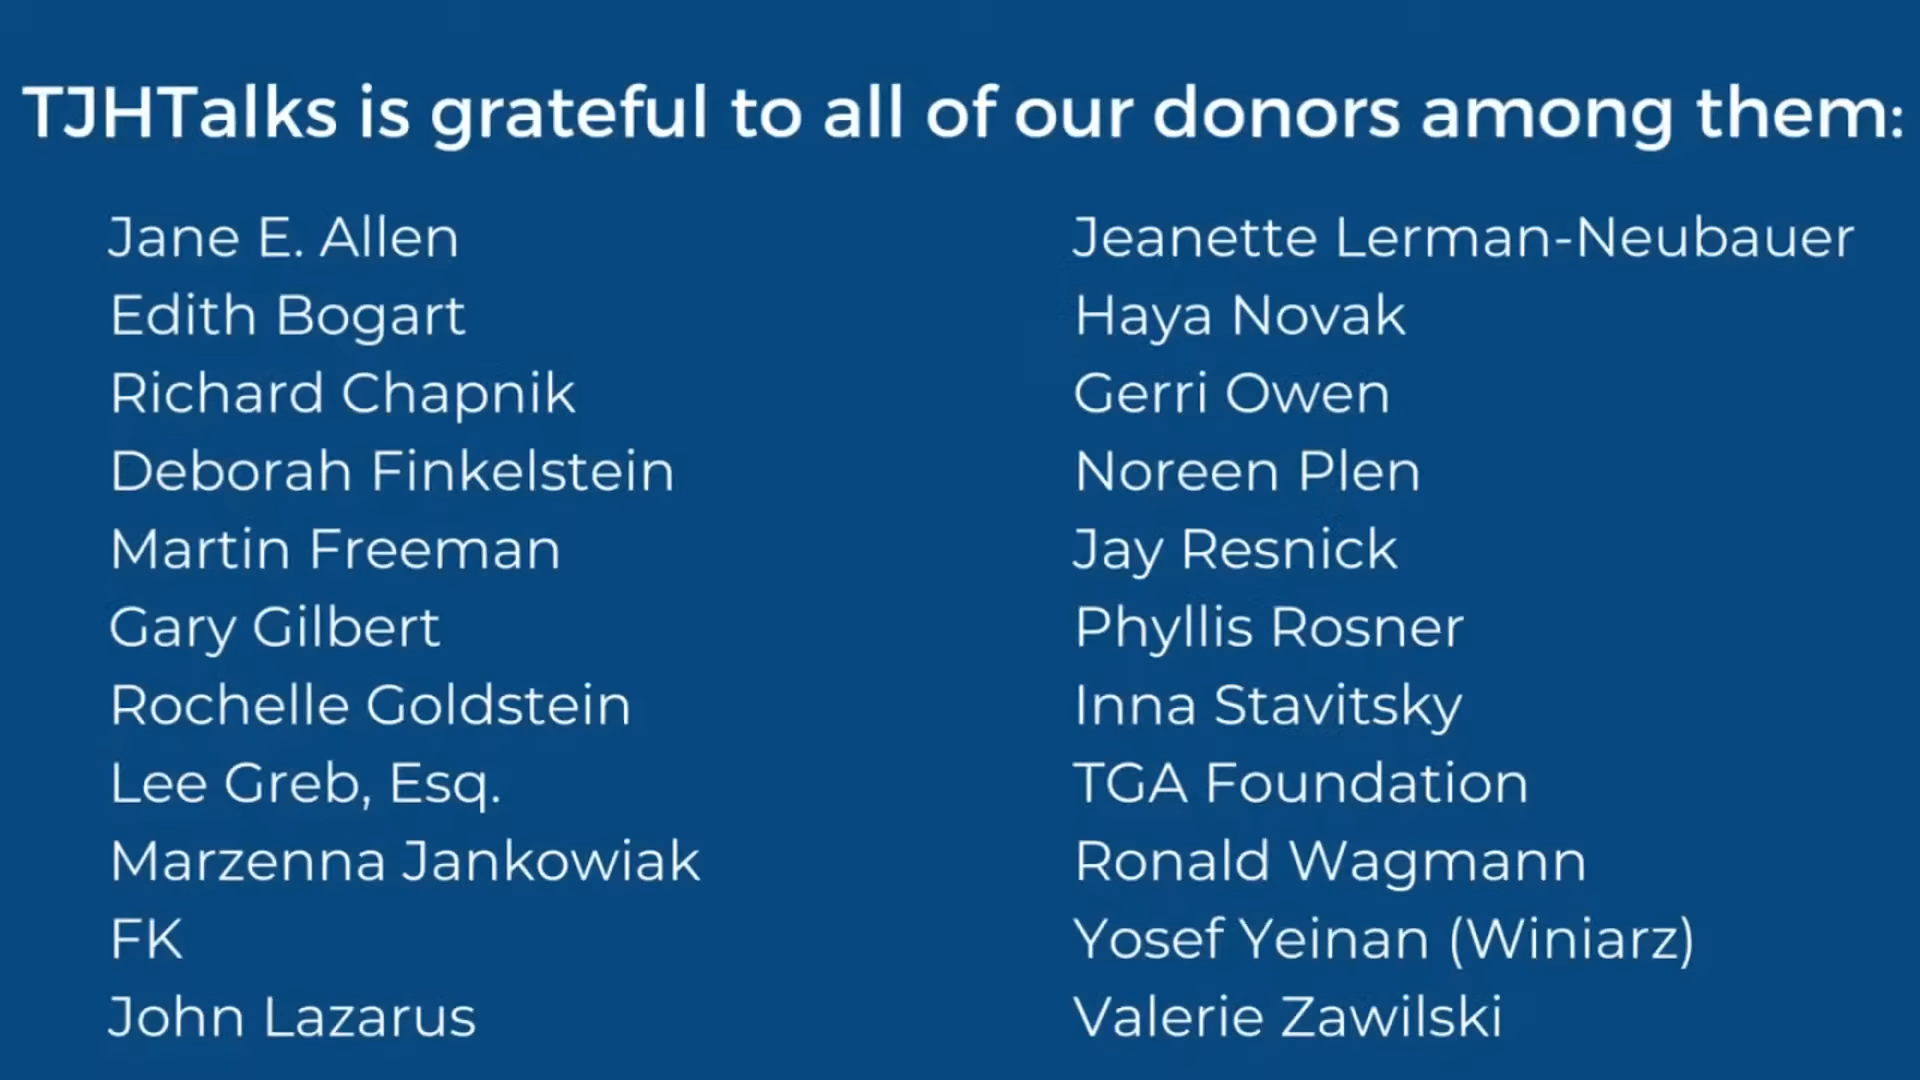 TJHTalks is grateful to all of our donors among them:
Jane E. Allen
Edith Bogart
Richard Chapnik
Deborah Finkelstein
Martin Freeman
Gary Gilbert
Rochelle Goldstein
Lee Greb, Esq.
Marzenna Jankowiak
FK
John Lazarus
Jeanette Lerman-Neubauer
Haya Novak
Gerri Owen
Noreen Plen
Jay Resnick
Phyllis Rosner
Inna Stavitsky
TGA Foundation
Ronald Wagmann
Yosef Yeinan (Winiarz)
Valerie Zawilski